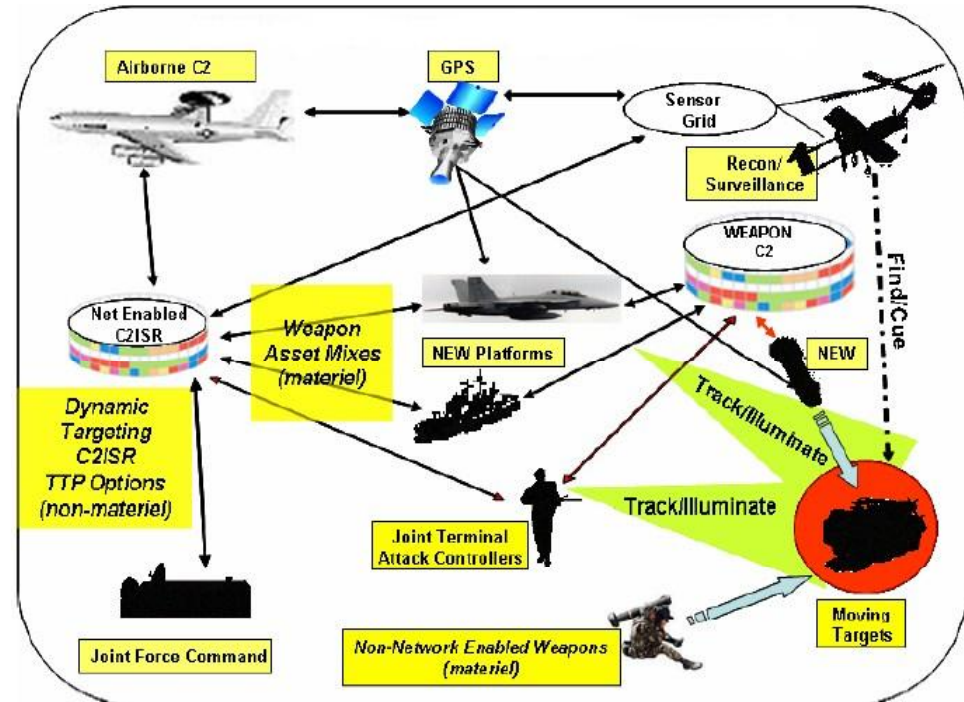 Airborne C2
GPS
Sensor
Grid
Recon/
Surveillance
WEAPON
C2
Find/Cue
Net Enabled
C2ISR
Weapon
Asset Mixes
(materiel)
NEW Platforms
NEW
Dynamic
Targeting
C2ISR
TTP Options
(non-materiel)
Track/Illuminate
Track/Illuminate
Joint Terminal
Attack Controllers
Joint Force Command
Non-Network Enabled Weapons
(materiel)
Moving
Targets